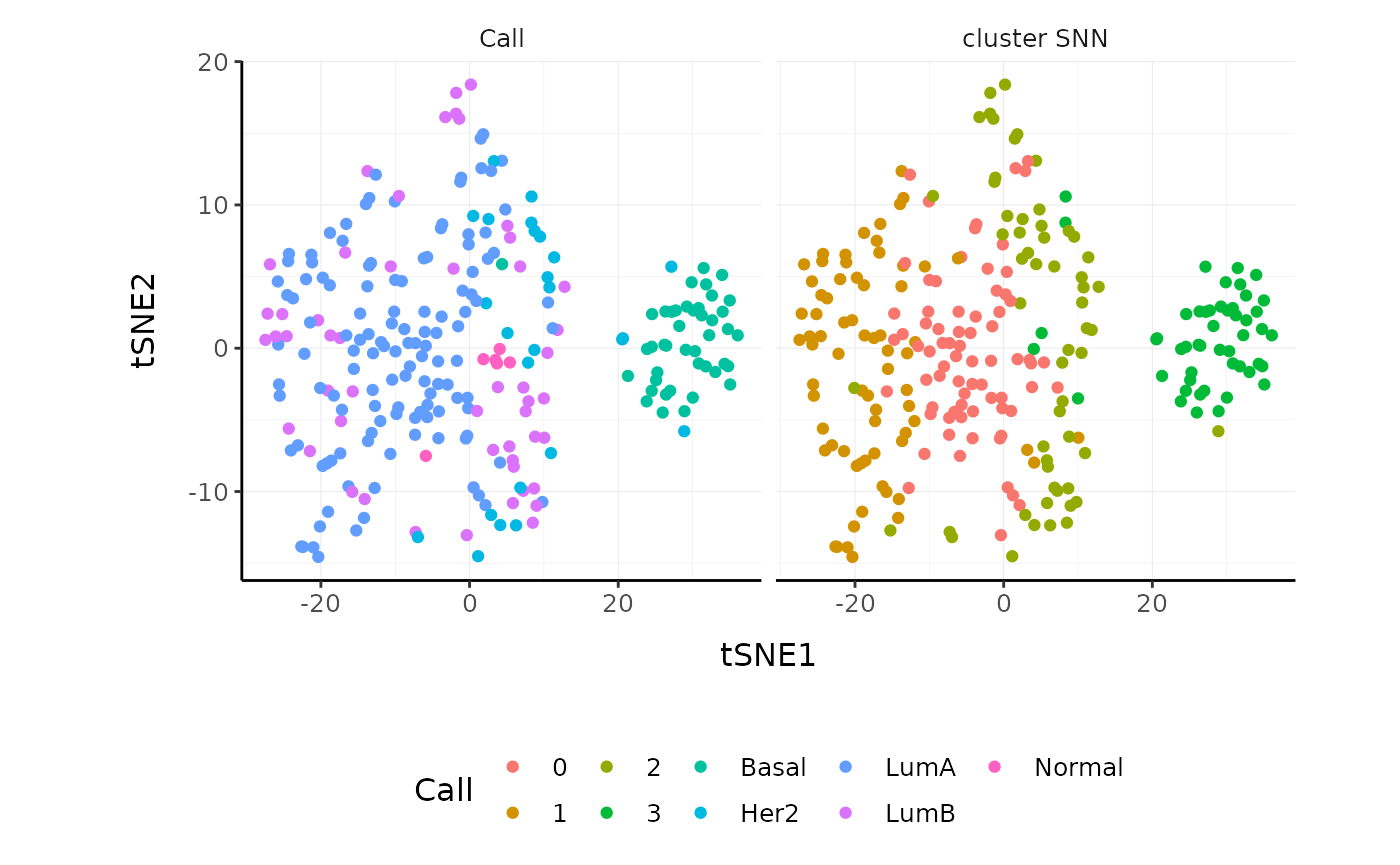 Call cluster SNN
20
10
0
-10
tSNE2
-20 0 20 -20 0 20
tSNE1
Call 0 2 Basal LumA Normal
1 3 Her2 LumB